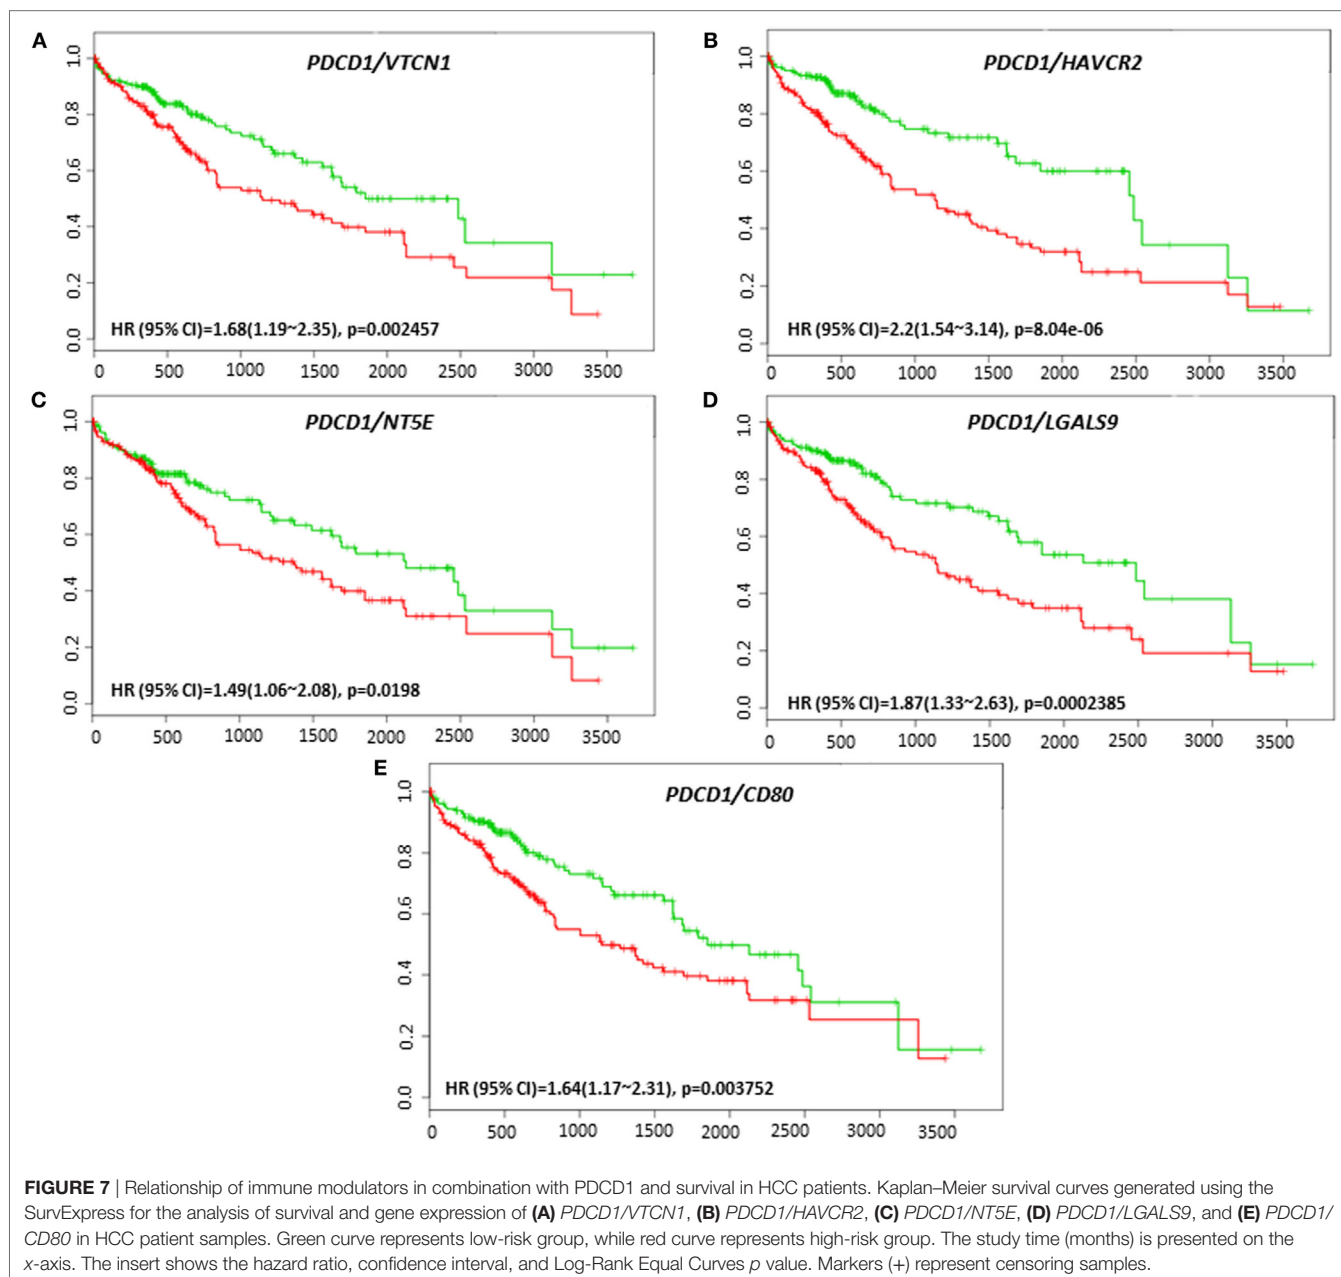 A
PDCD1/VTCN1
1.0
0.8
0.6
0.4
0.2
0.0
HR (95% CI)=1.68(1.19~2.35), p=0.002457
0 500 1000 1500 2000 2500 3000 3500
B
PDCD1/HAVCR2
1.0
0.8
0.6
0.4
0.2
0.0
HR (95% CI)=2.2(1.54~3.14), p=8.04e-06
0 500 1000 1500 2000 2500 3000 3500
C
PDCD1/NT5E
1.0
0.8
0.6
0.4
0.2
0.0
HR (95% CI)=1.49(1.06~2.08), p=0.0198
0 500 1000 1500 2000 2500 3000 3500
D
PDCD1/LGALS9
1.0
0.8
0.6
0.4
0.2
0.0
HR (95% CI)=1.87(1.33~2.63), p=0.0002385
0 500 1000 1500 2000 2500 3000 3500
E
PDCD1/CD80
1.0
0.8
0.6
0.4
0.2
0.0
HR (95% CI)=1.64(1.17~2.31), p=0.003752
0 500 1000 1500 2000 2500 3000 3500
FIGURE 7 | Relationship of immune modulators in combination with PDCD1 and survival in HCC patients. Kaplan–Meier survival curves generated using the
SurvExpress for the analysis of survival and gene expression of (A) PDCD1/VTCN1, (B) PDCD1/HAVCR2, (C) PDCD1/NT5E, (D) PDCD1/LGALS9, and (E) PDCD1/
CD80 in HCC patient samples. Green curve represents low-risk group, while red curve represents high-risk group. The study time (months) is presented on the
x-axis. The insert shows the hazard ratio, confidence interval, and Log-Rank Equal Curves p value. Markers (+) represent censoring samples.